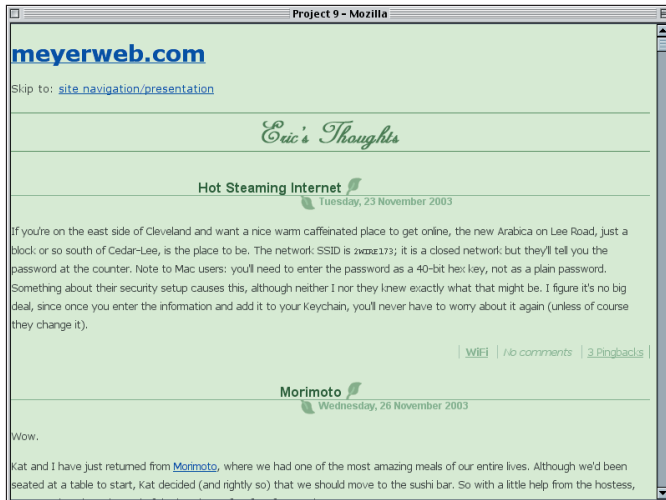 Project 9 – Mozilla
meyerweb.com
Skip to: site navigation/presentation
Eric's Thoughts
Hot Steaming Internet
Tuesday, 23 November 2003
If you're on the east side of Cleveland and want a nice warm caffeinated place to get online, the new Arabica on Lee Road, just a
block or so south of Cedar–Lee, is the place to be. The network SSID is 2WIRE173; it is a closed network but they'll tell you the
password at the counter. Note to Mac users: you'll need to enter the password as a 40-bit hex key, not as a plain password.
Something about their security setup causes this, although neither I nor they knew exactly what that might be. I figure it's no big
deal, since once you enter the information and add it to your Keychain, you'll never have to worry about it again (unless of course
they change it).
WiFi | No comments | 3 Pingbacks
Morimoto
Wednesday, 26 November 2003
Wow.
Kat and I have just returned from Morimoto, where we had one of the most amazing meals of our entire lives. Although we'd been
seated at a table to start, Kat decided (and rightly so) that we should move to the sushi bar. So with a little help from the hostess,